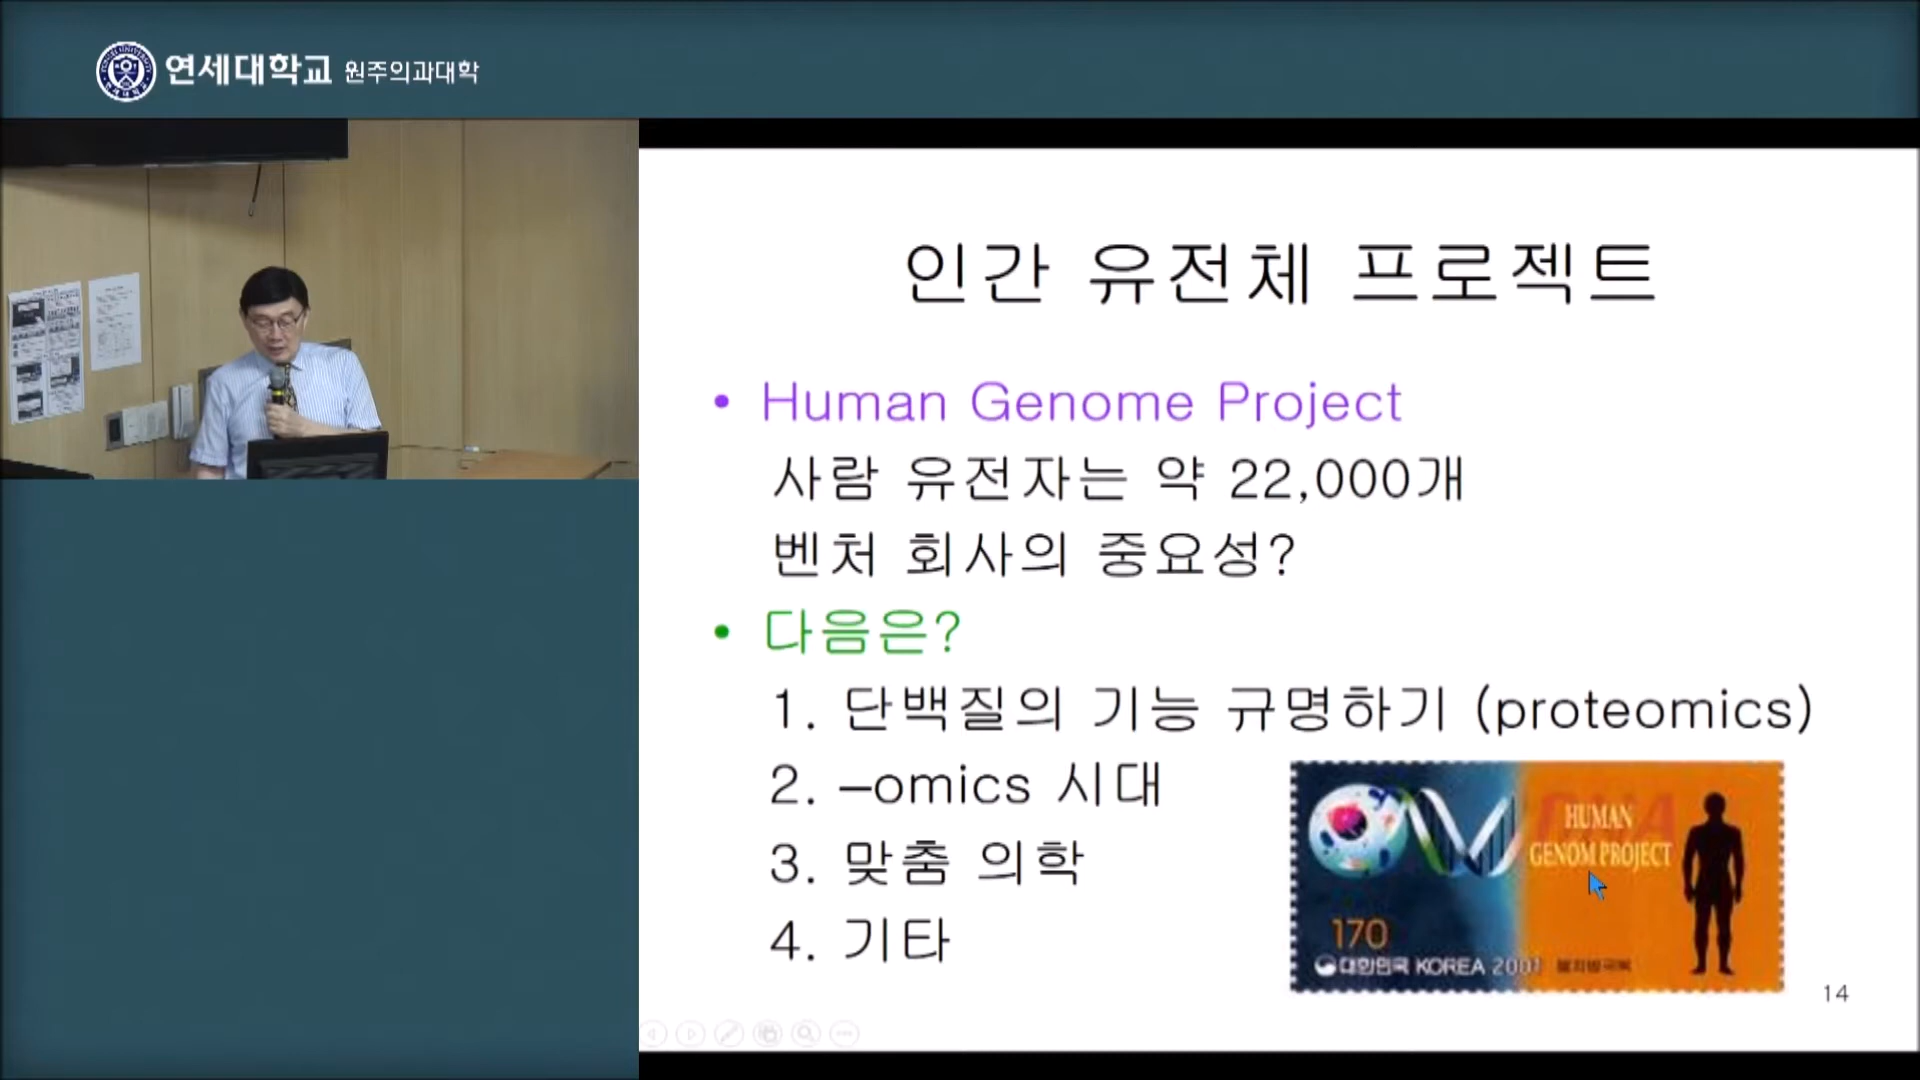 연세대학교 원주의과대학
인간 유전체 프로젝트
• Human Genome Project
사람 유전자는 약 22,000개
벤처 회사의 중요성?
• 다음은?
1. 단백질의 기능 규명하기 (proteomics)
2. –omics 시대
3. 맞춤 의학
4. 기타
HUMAN
GENOM PROJECT
170
대한민국 KOREA 2001
14